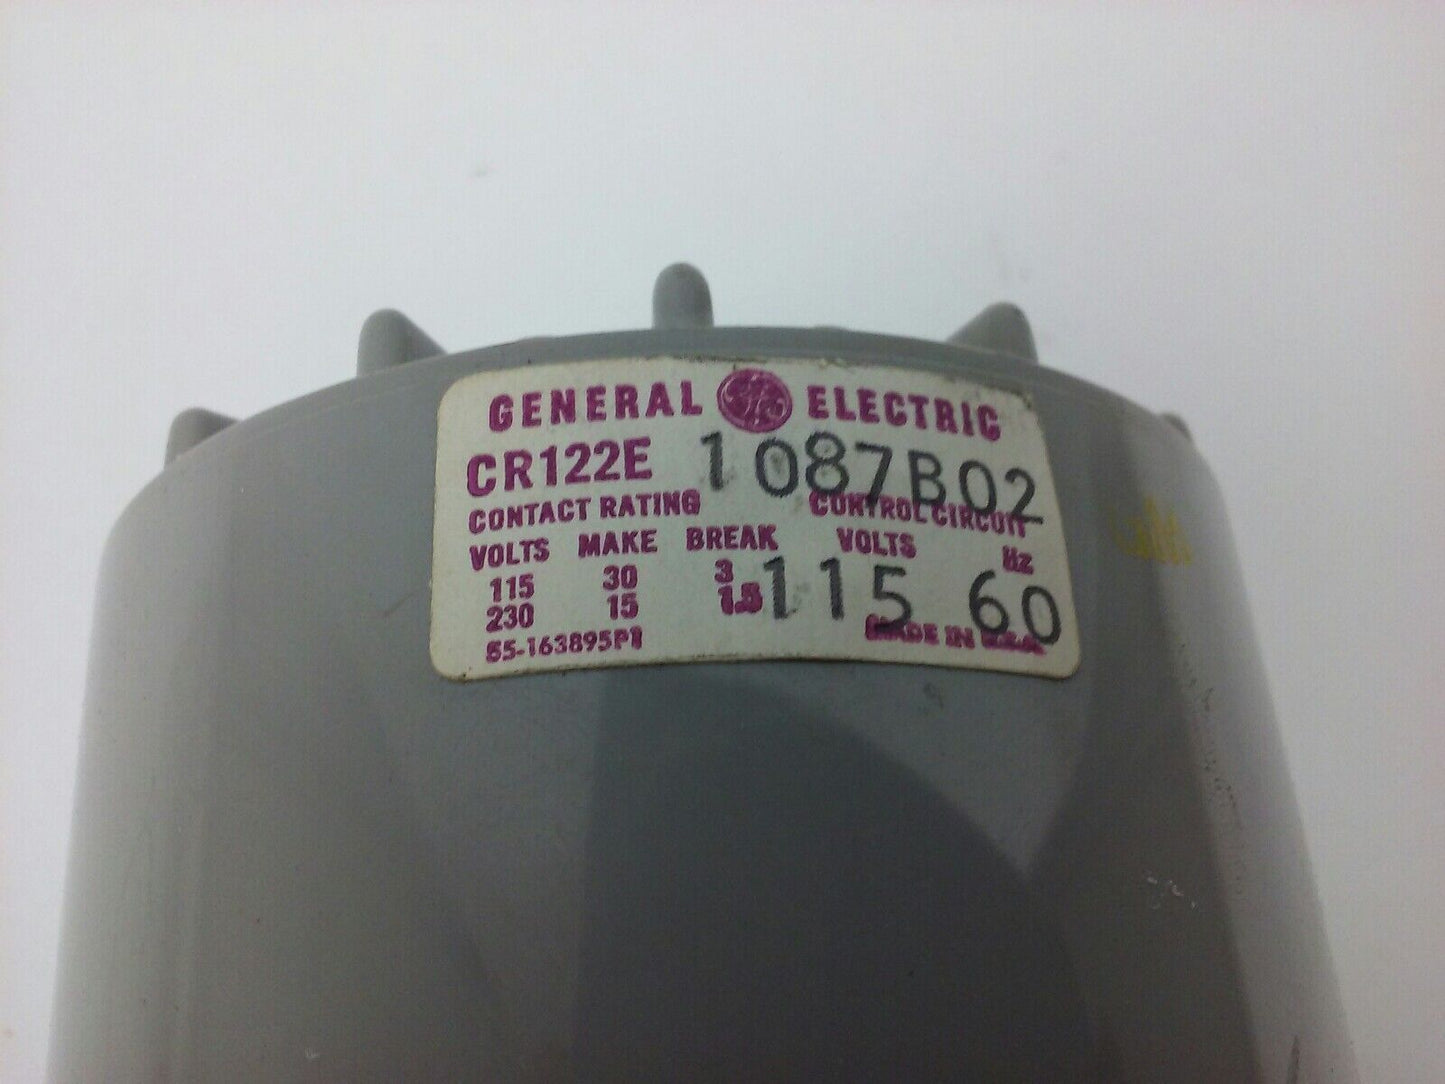 GENERAL GE ELECTRIC
CR122E 1087B02
CONTACT RATING CONTROL CIRCUIT
VOLTS MAKE BREAK VOLTS Hz
115 30 3 115 60
230 15 1.5
55-163895P1 MADE IN U.S.A.